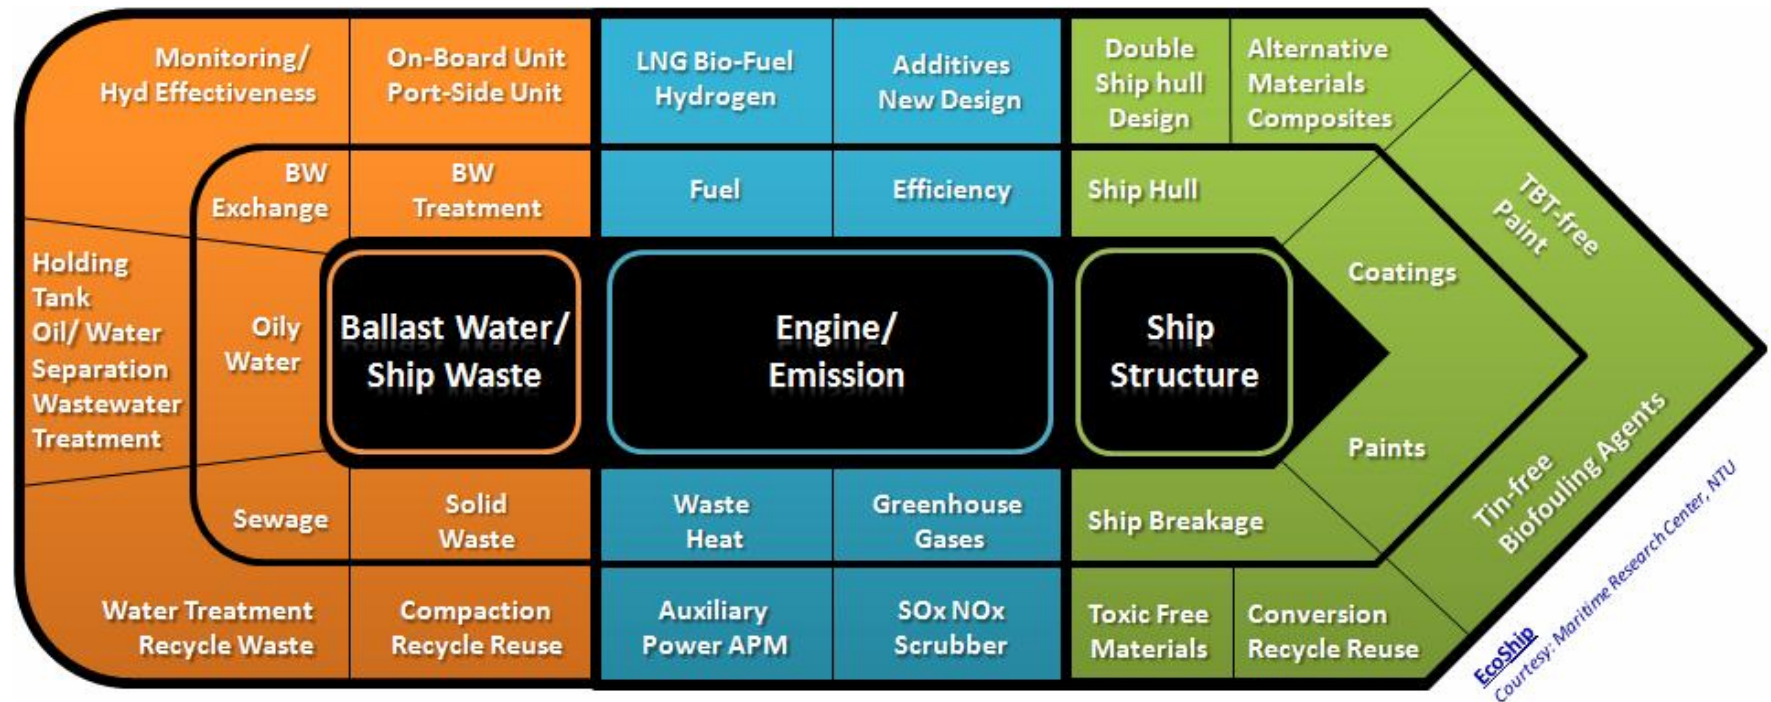 Monitoring/
Hyd Effectiveness
On-Board Unit
Port-Side Unit
LNG Bio-Fuel
Hydrogen
Additives
New Design
Double
Ship hull
Design
Alternative
Materials
Composites
BW
Exchange
BW
Treatment
Fuel
Efficiency
Ship Hull
TBT-free
Paint
Holding
Tank
Oil/ Water
Separation
Wastewater
Treatment
Oily
Water
Ballast Water/
Ship Waste
Engine/
Emission
Ship
Structure
Coatings
Paints
Tin-free
Biofouling Agents
Sewage
Solid
Waste
Waste
Heat
Greenhouse
Gases
Ship Breakage
Water Treatment
Recycle Waste
Compaction
Recycle Reuse
Auxiliary
Power APM
SOx NOx
Scrubber
Toxic Free
Materials
Conversion
Recycle Reuse
EcoShip
Courtesy: Maritime Research Center, NTU